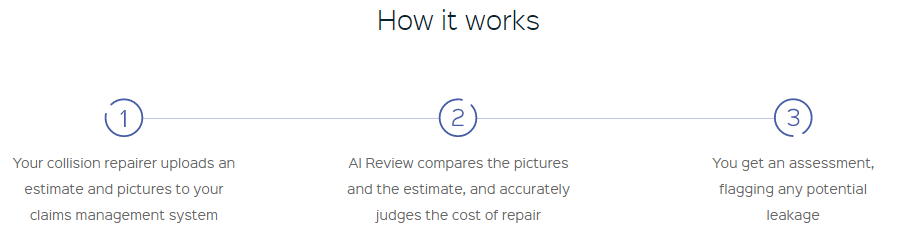 How it works
1
2
3
Your collision repairer uploads an
estimate and pictures to your
claims management system
AI Review compares the pictures
and the estimate, and accurately
judges the cost of repair
You get an assessment,
flagging any potential
leakage